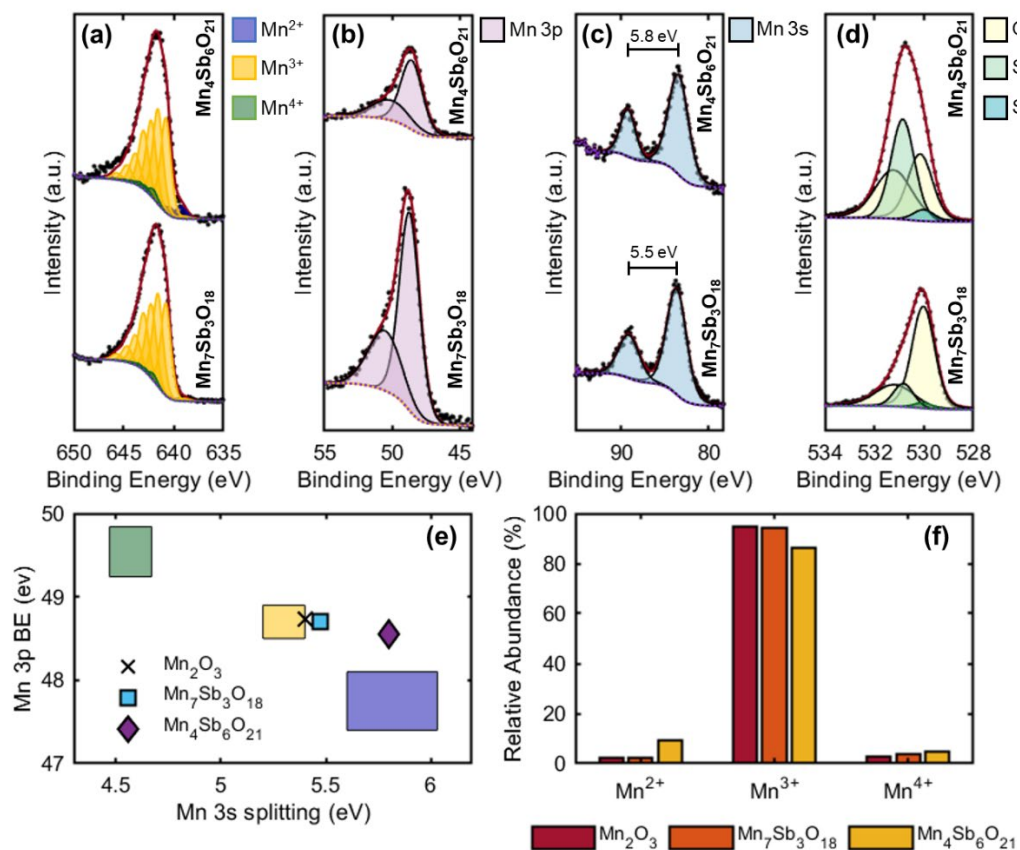 (a)
Mn₄Sb₆O₂₁
Mn₇Sb₃O₁₈
Intensity (a.u.)
650 645 640 635
Binding Energy (eV)
Mn²⁺
Mn³⁺
Mn⁴⁺
(b)
Mn₄Sb₆O₂₁
Mn₇Sb₃O₁₈
Intensity (a.u.)
55 50 45
Binding Energy (eV)
Mn 3p
(c)
5.8 eV
Mn₄Sb₆O₂₁
5.5 eV
Mn₇Sb₃O₁₈
Intensity (a.u.)
90 80
Binding Energy (eV)
Mn 3s
(d)
Mn₄Sb₆O₂₁
Mn₇Sb₃O₁₈
Intensity (a.u.)
534 532 530 528
Binding Energy (eV)
S
(e)
50
49
48
47
Mn 3p BE (ev)
Mn₂O₃
Mn₇Sb₃O₁₈
Mn₄Sb₆O₂₁
4.5 5 5.5 6
Mn 3s splitting (eV)
(f)
100
80
60
40
20
0
Relative Abundance (%)
Mn²⁺ Mn³⁺ Mn⁴⁺
Mn₂O₃ Mn₇Sb₃O₁₈ Mn₄Sb₆O₂₁